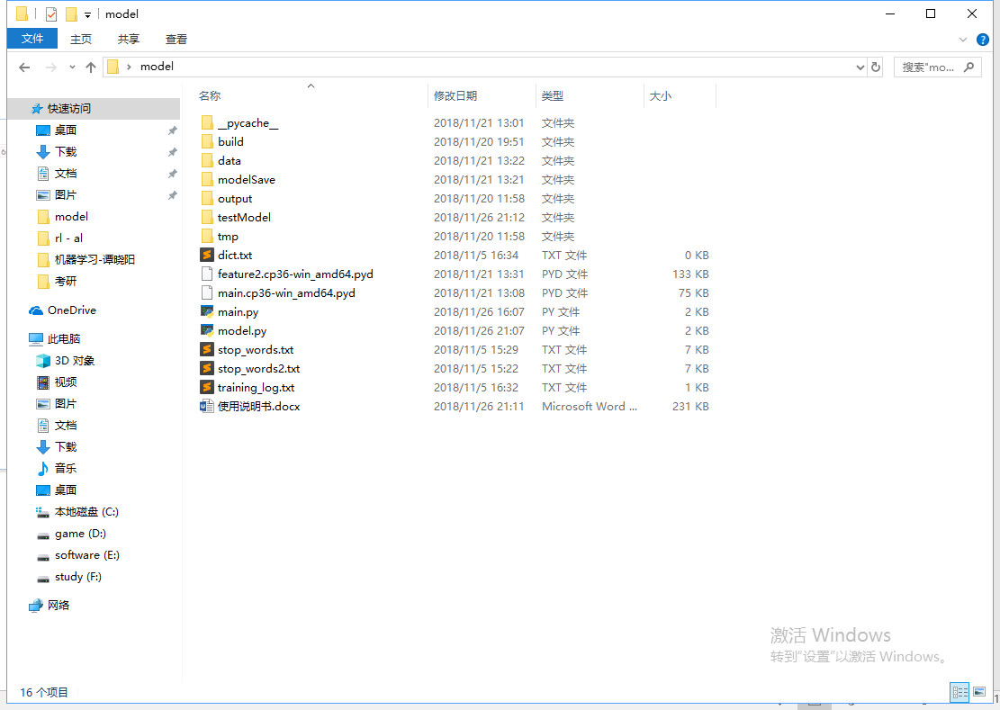 model
文件 主页 共享 查看
model 搜索"mo...
名称 修改日期 类型 大小
快速访问
桌面
下载
文档
图片
model
rl - al
机器学习-谭晓阳
考研
OneDrive
此电脑
3D 对象
视频
图片
文档
下载
音乐
桌面
本地磁盘 (C:)
game (D:)
software (E:)
study (F:)
网络
__pycache__ 2018/11/21 13:01 文件夹
build 2018/11/20 19:51 文件夹
data 2018/11/21 13:22 文件夹
modelSave 2018/11/21 13:21 文件夹
output 2018/11/20 11:58 文件夹
testModel 2018/11/26 21:12 文件夹
tmp 2018/11/20 11:58 文件夹
dict.txt 2018/11/5 16:34 TXT 文件 0 KB
feature2.cp36-win_amd64.pyd 2018/11/21 13:31 PYD 文件 133 KB
main.cp36-win_amd64.pyd 2018/11/21 13:08 PYD 文件 75 KB
main.py 2018/11/26 16:07 PY 文件 2 KB
model.py 2018/11/26 21:07 PY 文件 2 KB
stop_words.txt 2018/11/5 15:29 TXT 文件 7 KB
stop_words2.txt 2018/11/5 15:22 TXT 文件 7 KB
training_log.txt 2018/11/5 16:32 TXT 文件 1 KB
使用说明书.docx 2018/11/26 21:11 Microsoft Word ... 231 KB
激活 Windows
转到"设置"以激活 Windows。
16 个项目